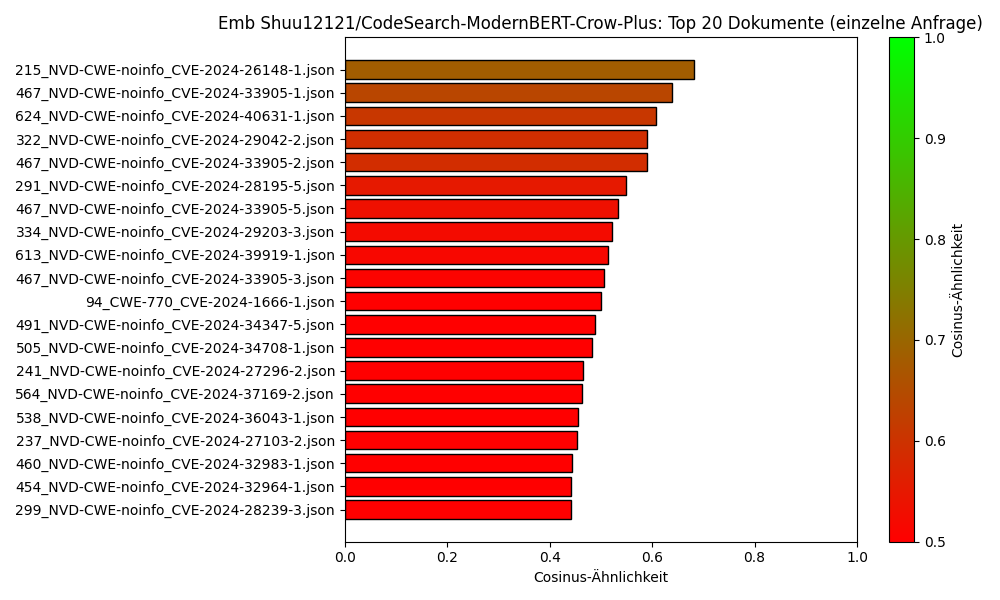 Emb Shuu12121/CodeSearch-ModernBERT-Crow-Plus: Top 20 Dokumente (einzelne Anfrage)
215_NVD-CWE-noinfo_CVE-2024-26148-1.json
467_NVD-CWE-noinfo_CVE-2024-33905-1.json
624_NVD-CWE-noinfo_CVE-2024-40631-1.json
322_NVD-CWE-noinfo_CVE-2024-29042-2.json
467_NVD-CWE-noinfo_CVE-2024-33905-2.json
291_NVD-CWE-noinfo_CVE-2024-28195-5.json
467_NVD-CWE-noinfo_CVE-2024-33905-5.json
334_NVD-CWE-noinfo_CVE-2024-29203-3.json
613_NVD-CWE-noinfo_CVE-2024-39919-1.json
467_NVD-CWE-noinfo_CVE-2024-33905-3.json
94_CWE-770_CVE-2024-1666-1.json
491_NVD-CWE-noinfo_CVE-2024-34347-5.json
505_NVD-CWE-noinfo_CVE-2024-34708-1.json
241_NVD-CWE-noinfo_CVE-2024-27296-2.json
564_NVD-CWE-noinfo_CVE-2024-37169-2.json
538_NVD-CWE-noinfo_CVE-2024-36043-1.json
237_NVD-CWE-noinfo_CVE-2024-27103-2.json
460_NVD-CWE-noinfo_CVE-2024-32983-1.json
454_NVD-CWE-noinfo_CVE-2024-32964-1.json
299_NVD-CWE-noinfo_CVE-2024-28239-3.json
0.0 0.2 0.4 0.6 0.8 1.0
Cosinus-Ähnlichkeit
1.0
0.9
0.8
0.7
0.6
0.5
Cosinus-Ähnlichkeit